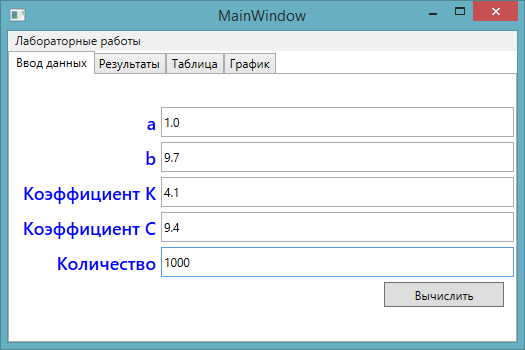 MainWindow
Лабораторные работы
Ввод данных Результаты Таблица График
a 1.0
b 9.7
Коэффициент K 4.1
Коэффициент C 9.4
Количество 1000
Вычислить